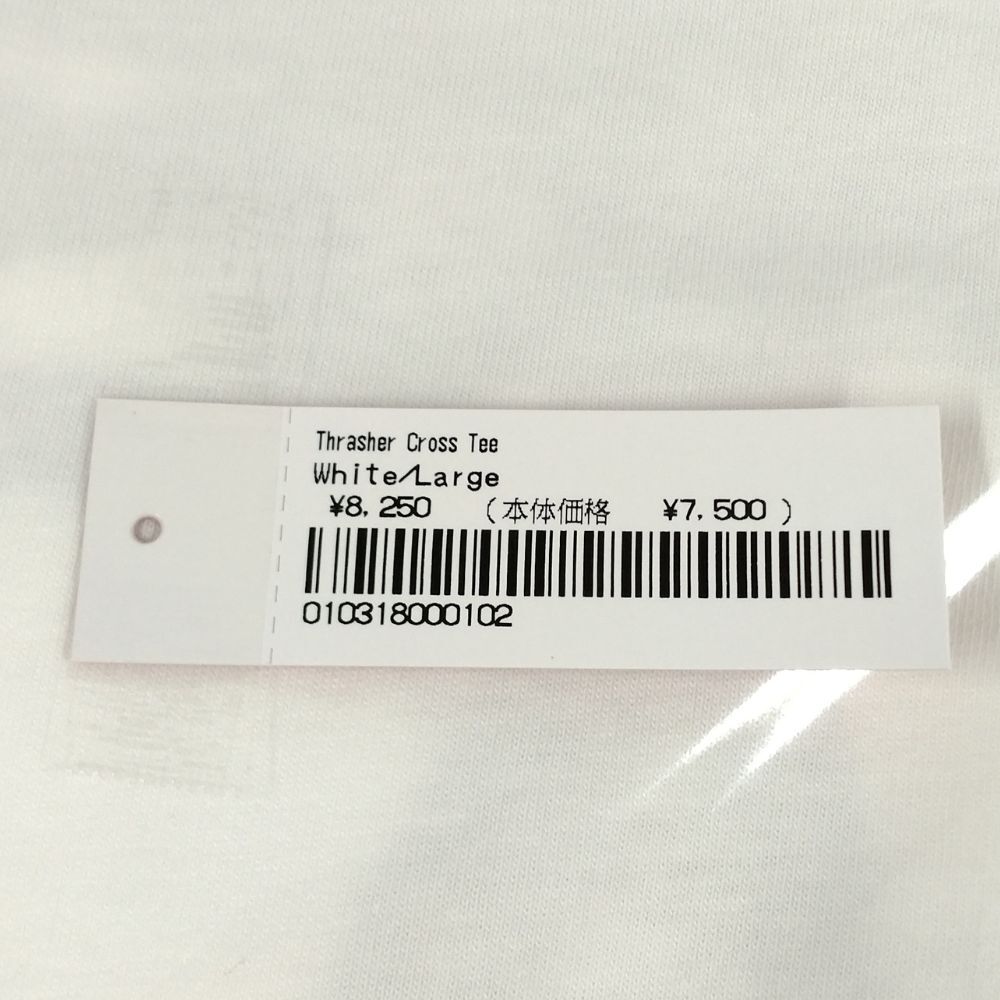 Thrasher Cross Tee
White/Large
¥8,250 (本体価格 ¥7,500)
010318000102